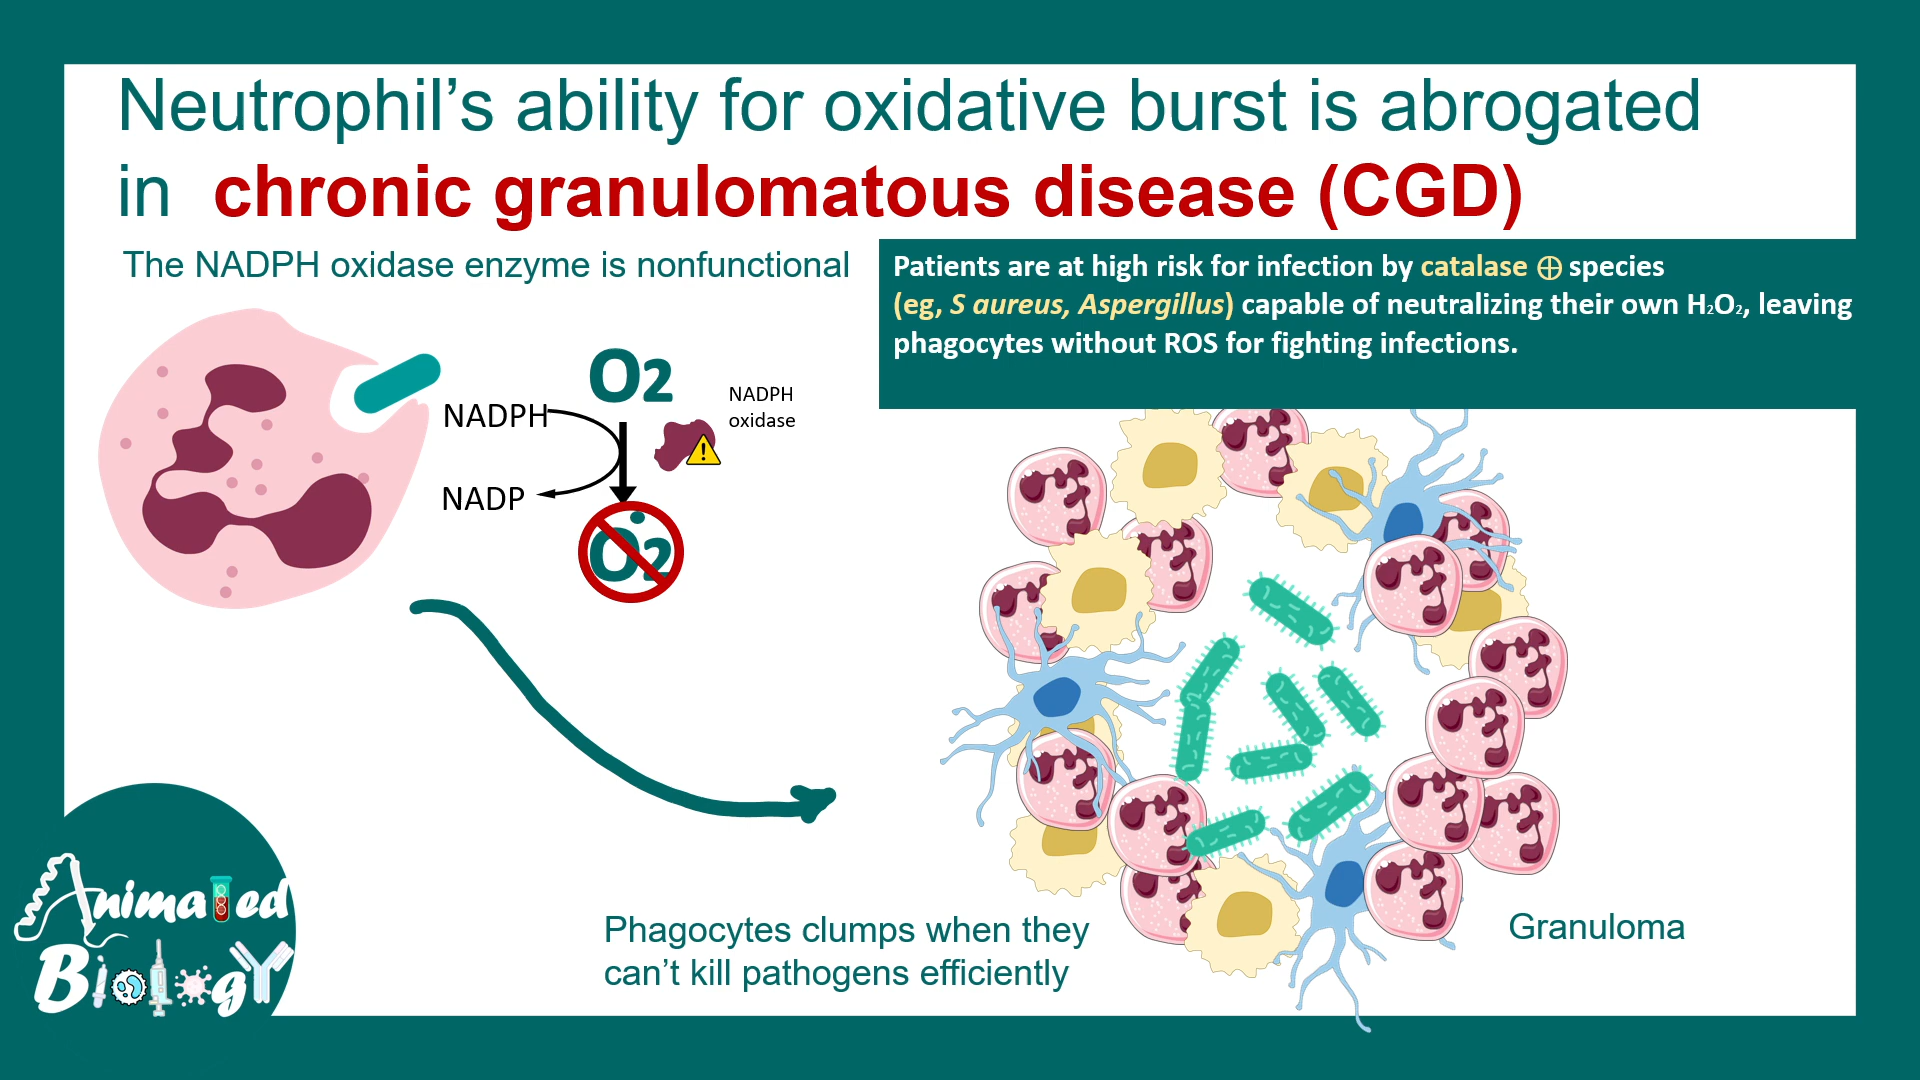 Neutrophil’s ability for oxidative burst is abrogated
in chronic granulomatous disease (CGD)
The NADPH oxidase enzyme is nonfunctional
Patients are at high risk for infection by catalase ⊕ species
(eg, S aureus, Aspergillus) capable of neutralizing their own H₂O₂, leaving
phagocytes without ROS for fighting infections.
O2
NADPH
oxidase
NADPH
NADP
O2
Phagocytes clumps when they
can’t kill pathogens efficiently
Granuloma
Animated
Biology